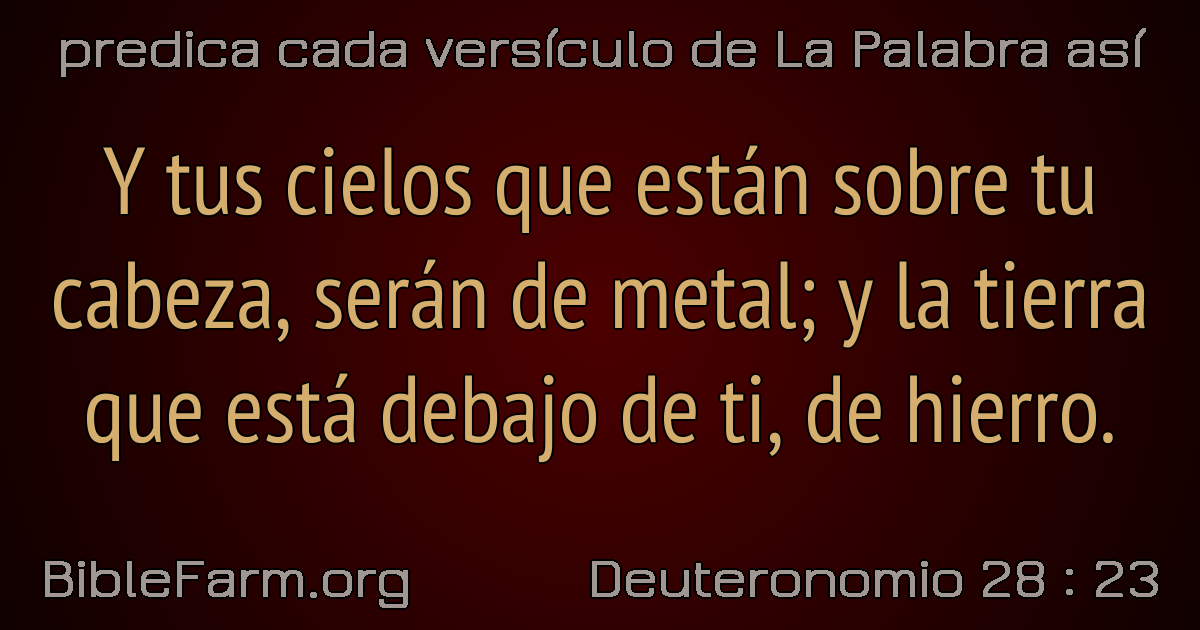 predica cada versículo de La Palabra así
Y tus cielos que están sobre tu
cabeza, serán de metal; y la tierra
que está debajo de ti, de hierro.
BibleFarm.org
Deuteronomio 28 : 23